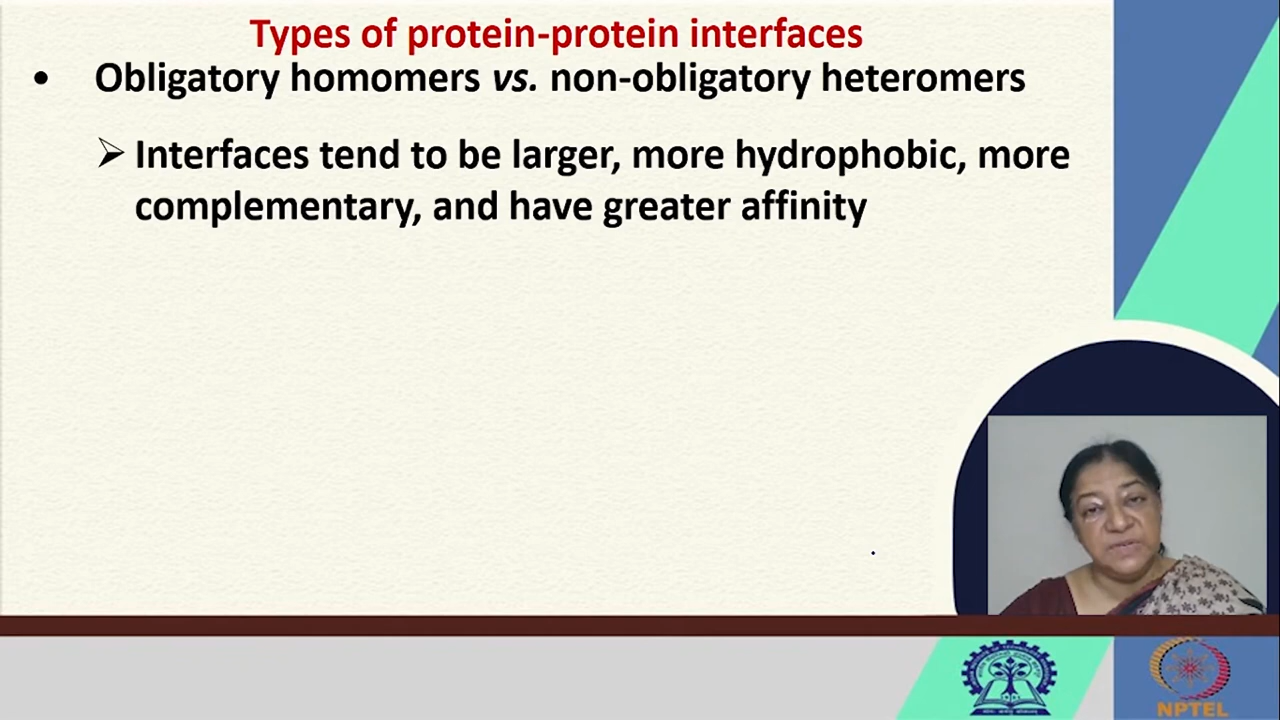 Types of protein-protein interfaces
• Obligatory homomers vs. non-obligatory heteromers
➢ Interfaces tend to be larger, more hydrophobic, more
complementary, and have greater affinity
NPTEL